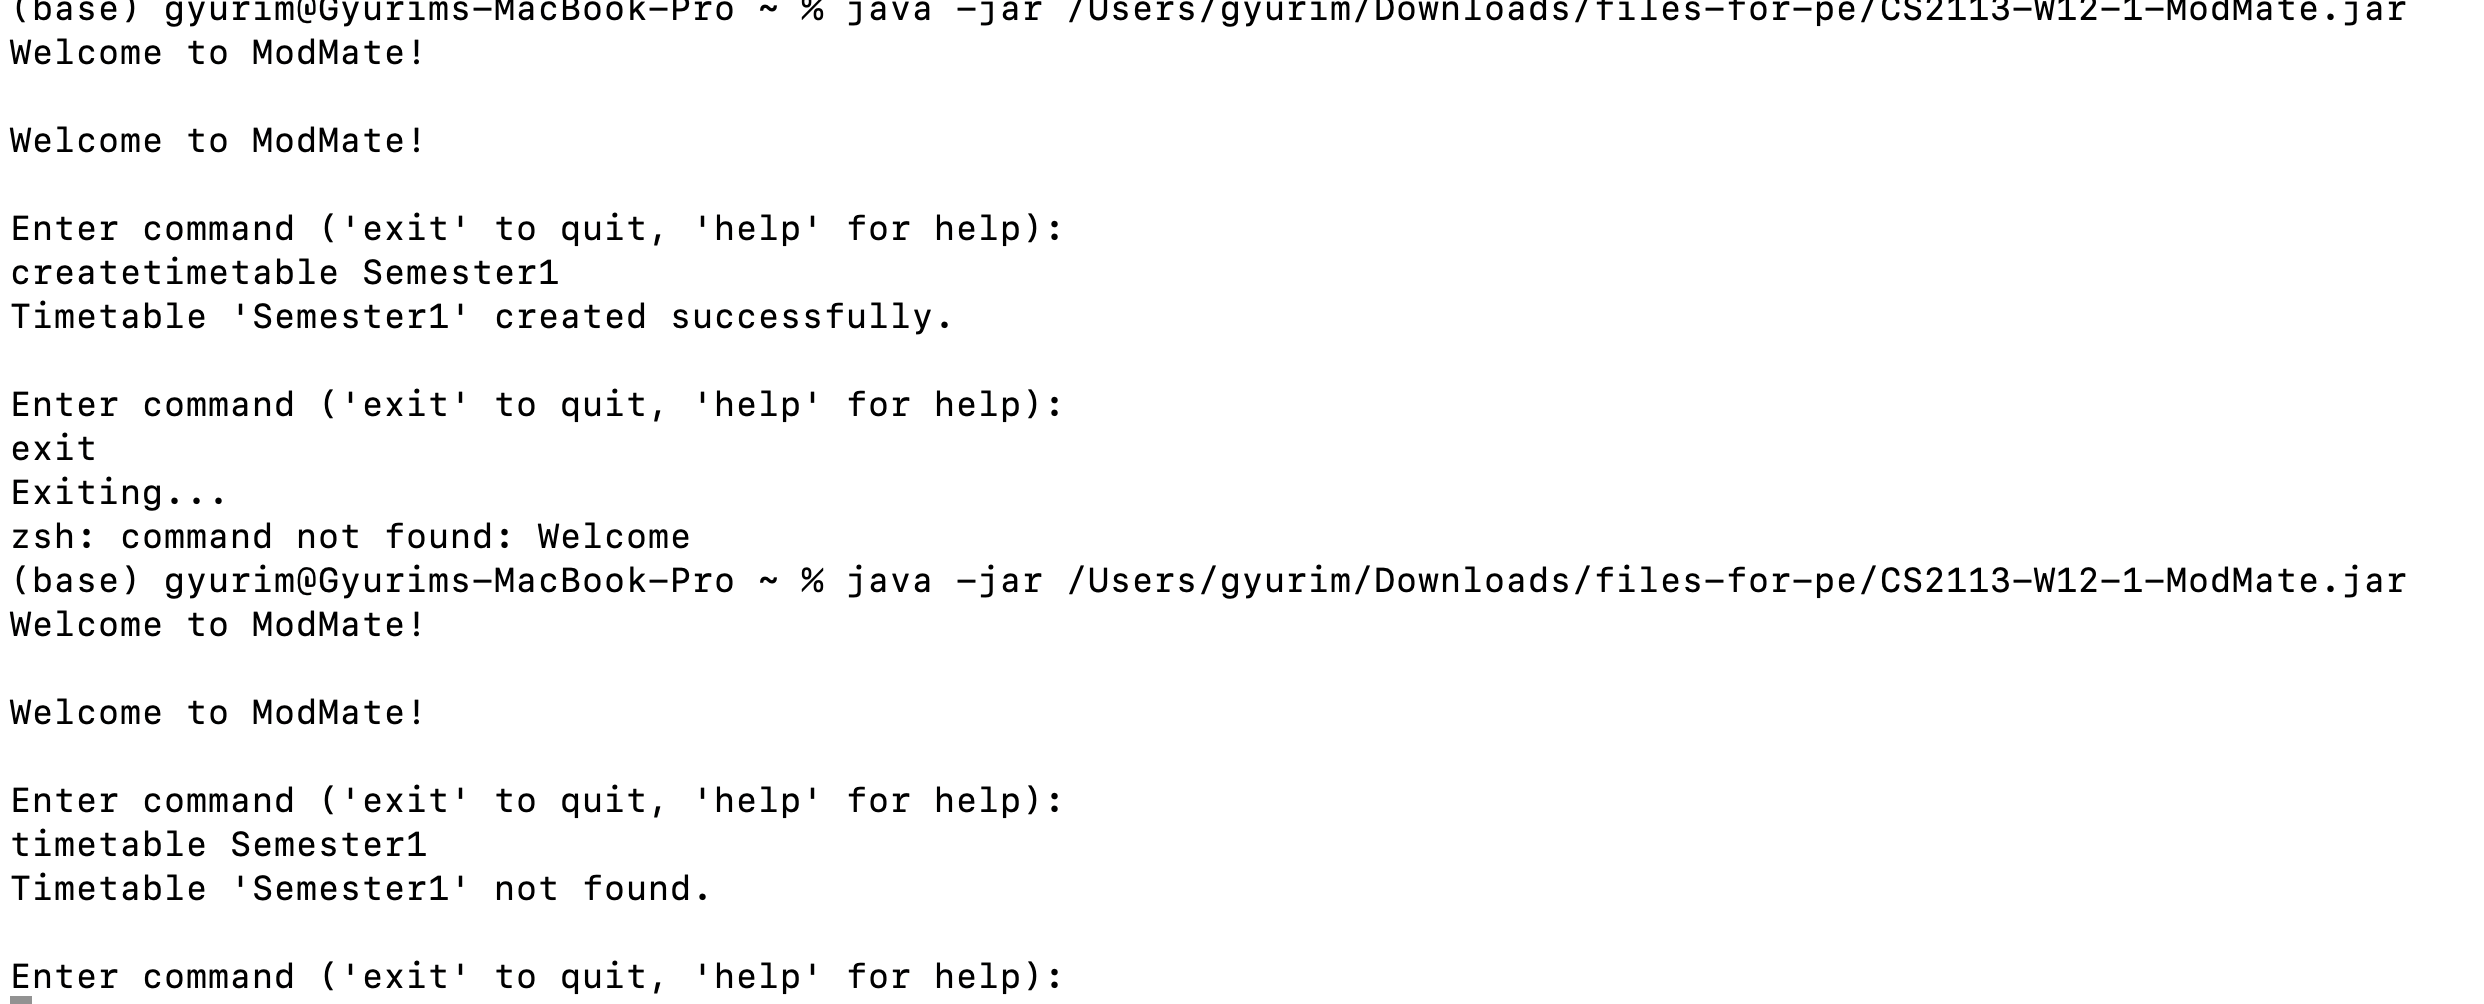 (base) gyurim@Gyurims-MacBook-Pro ~ % java -jar /Users/gyurim/Downloads/files-for-pe/CS2113-W12-1-ModMate.jar
Welcome to ModMate!
Welcome to ModMate!
Enter command ('exit' to quit, 'help' for help):
createtimetable Semester1
Timetable 'Semester1' created successfully.
Enter command ('exit' to quit, 'help' for help):
exit
Exiting...
zsh: command not found: Welcome
(base) gyurim@Gyurims-MacBook-Pro ~ % java -jar /Users/gyurim/Downloads/files-for-pe/CS2113-W12-1-ModMate.jar
Welcome to ModMate!
Welcome to ModMate!
Enter command ('exit' to quit, 'help' for help):
timetable Semester1
Timetable 'Semester1' not found.
Enter command ('exit' to quit, 'help' for help):